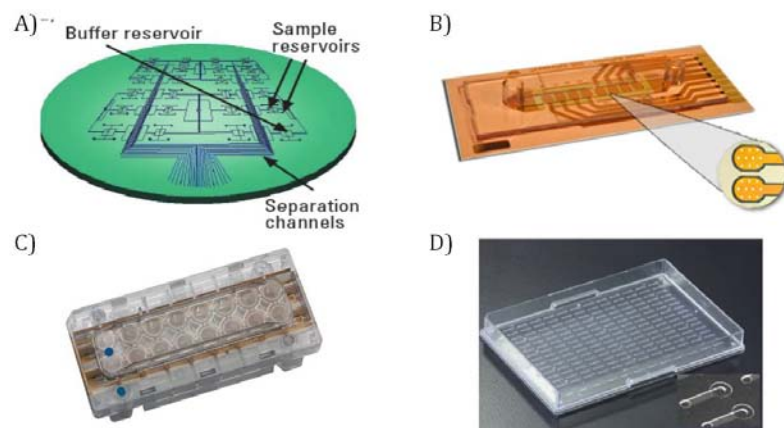 A)
Buffer reservoir
Sample
reservoirs
Separation
channels
B)
C)
D)